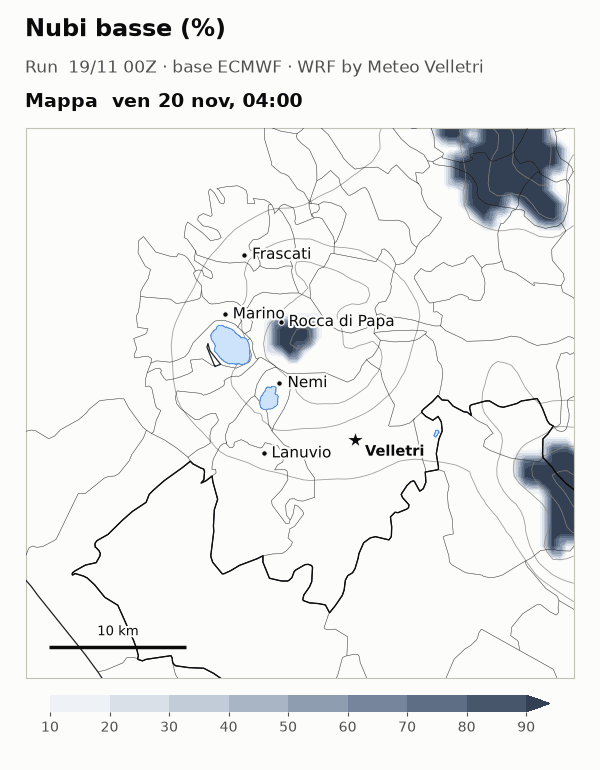 Nubi basse (%)
Run  19/11 00Z · base ECMWF · WRF by Meteo Velletri
Mappa  ven 20 nov, 04:00
Frascati
Marino
Rocca di Papa
Nemi
Velletri
Lanuvio
10 km
10 20 30 40 50 60 70 80 90